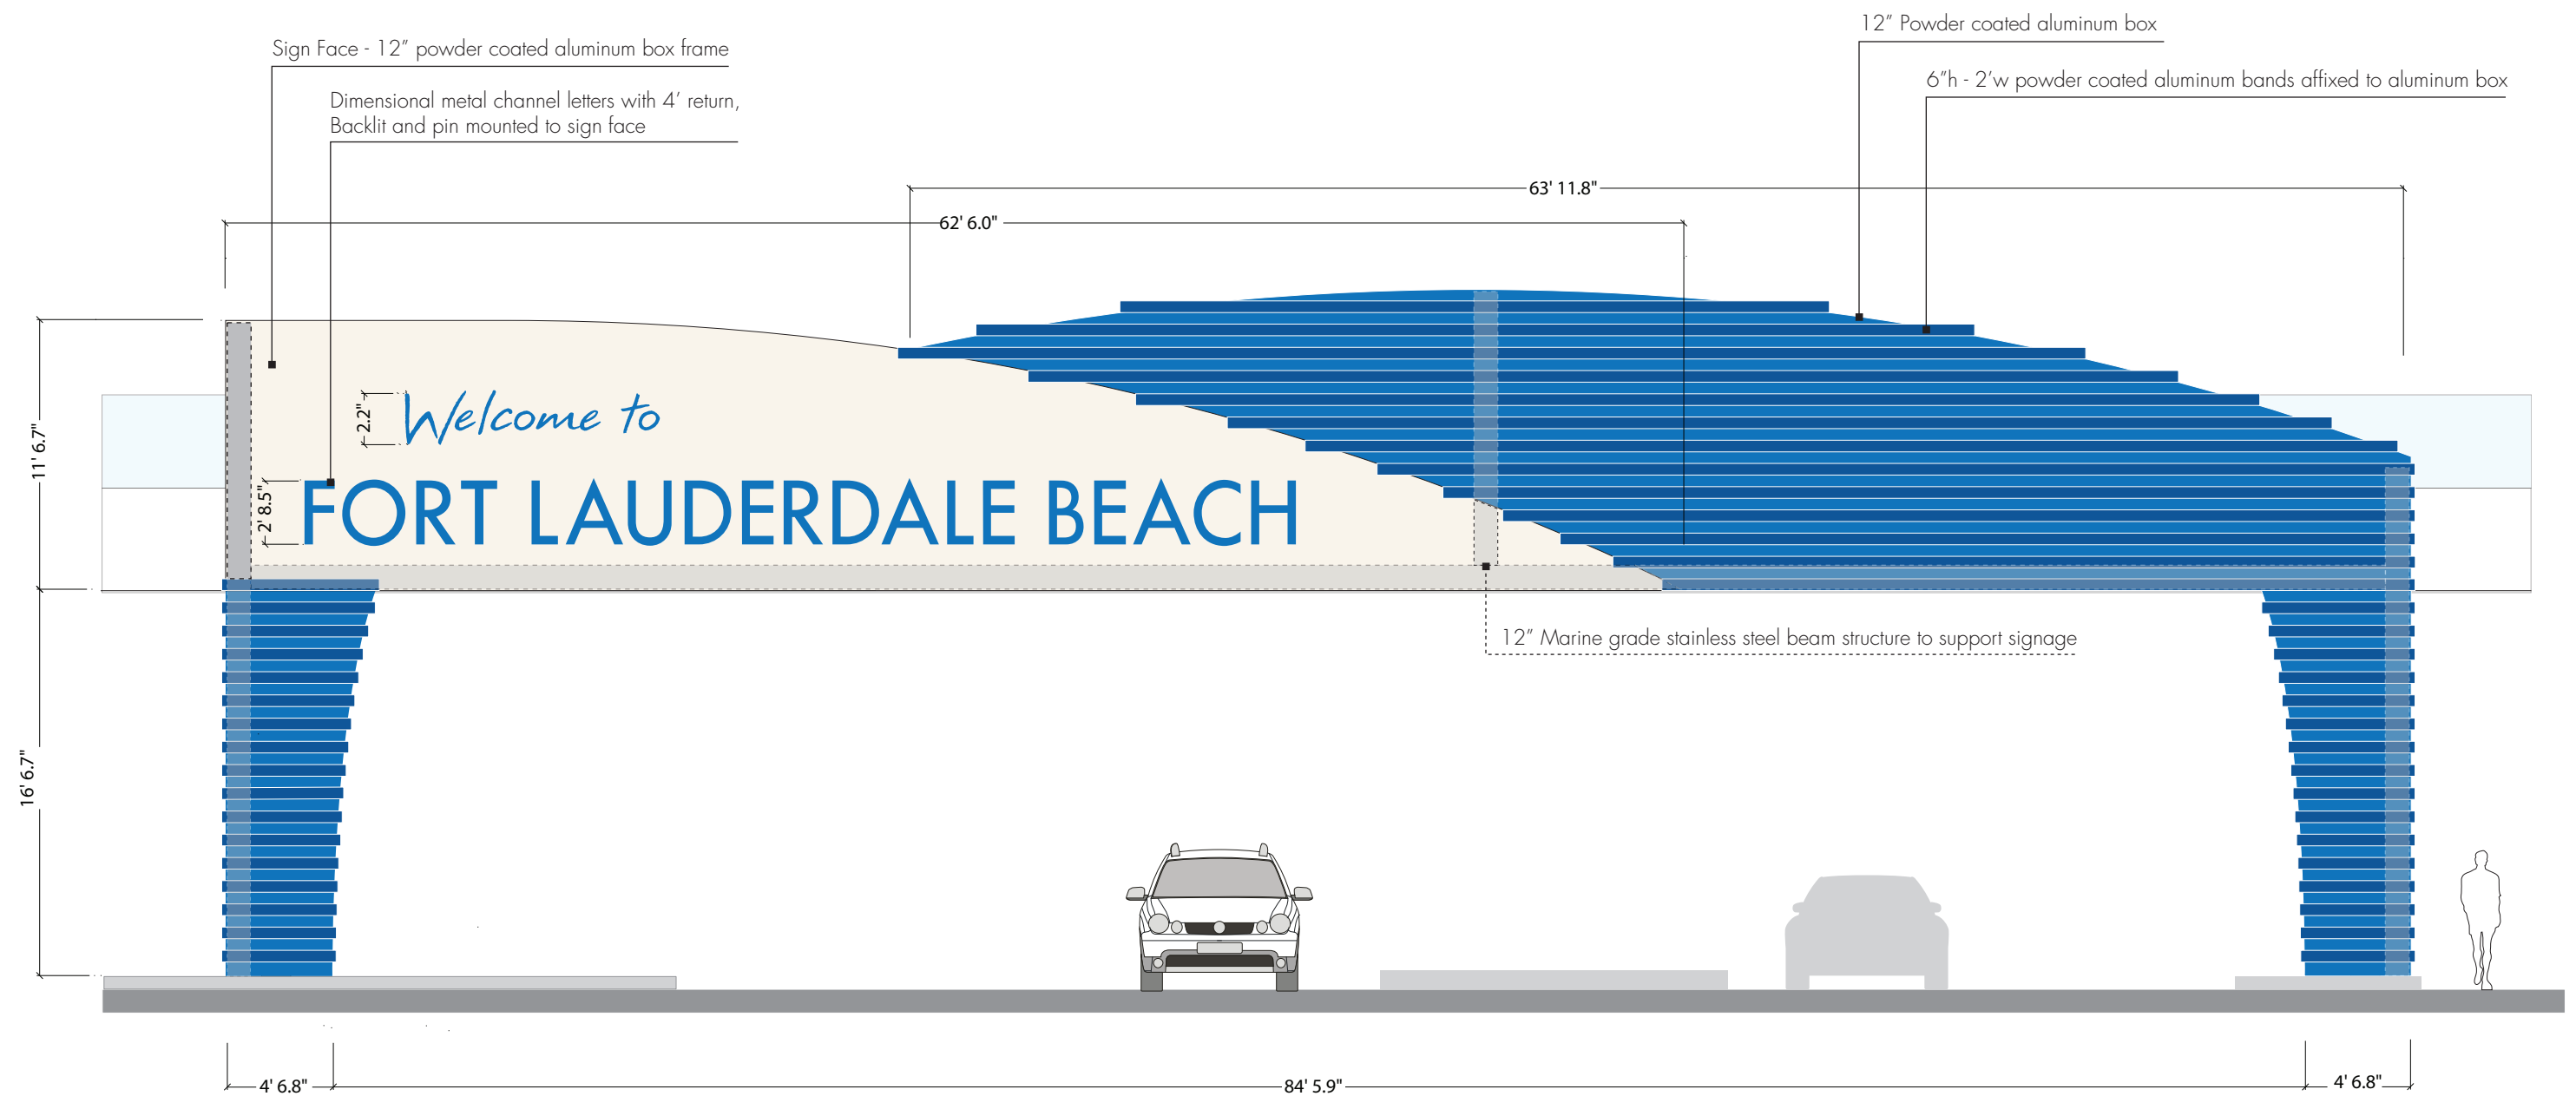 12” Powder coated aluminum box
Sign Face - 12” powder coated aluminum box frame
6”h - 2’w powder coated aluminum bands affixed to aluminum box
Dimensional metal channel letters with 4’ return,
Backlit and pin mounted to sign face
63' 11.8"
62' 6.0"
11' 6.7"
2.2"
Welcome to
2' 8.5"
FORT LAUDERDALE BEACH
12” Marine grade stainless steel beam structure to support signage
16' 6.7"
4' 6.8"
84' 5.9"
4' 6.8"